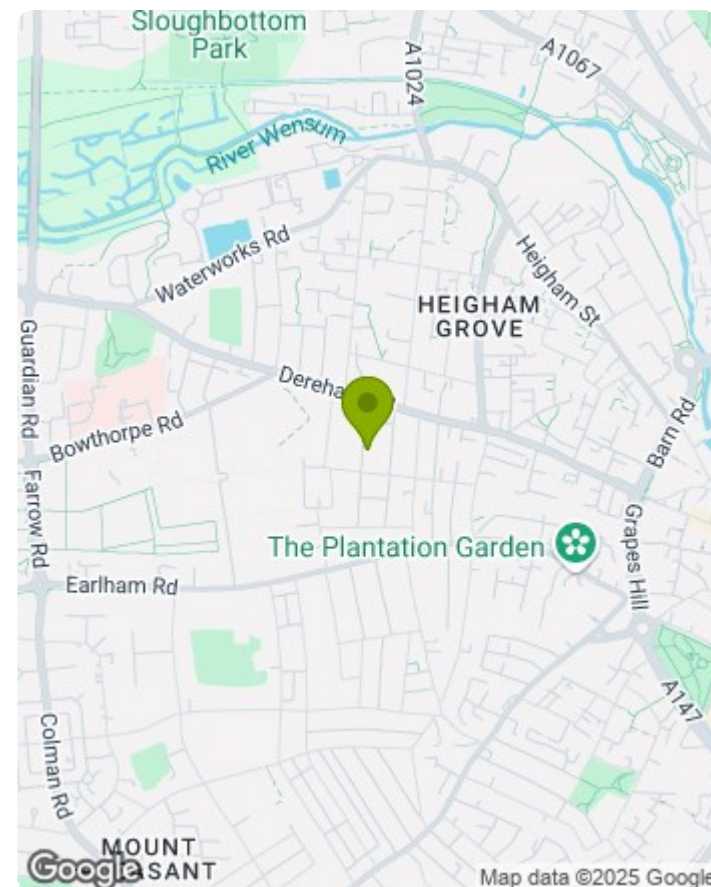 Sloughbottom
Park
A1024
A1067
River Wensum
Waterworks Rd
Heigham St
HEIGHAM
GROVE
Guardian Rd
Bowthorpe Rd
Barn Rd
Farrow Rd
The Plantation Garden
Grapes Hill
Earlham Rd
A147
Colman Rd
MOUNT
Google
Map data ©2025 Google